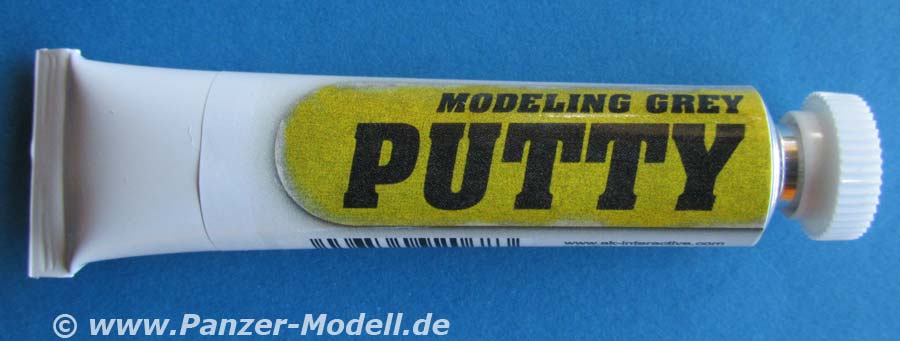 MODELING GREY
PUTTY
www.ak-interactive.com
© www.Panzer-Modell.de